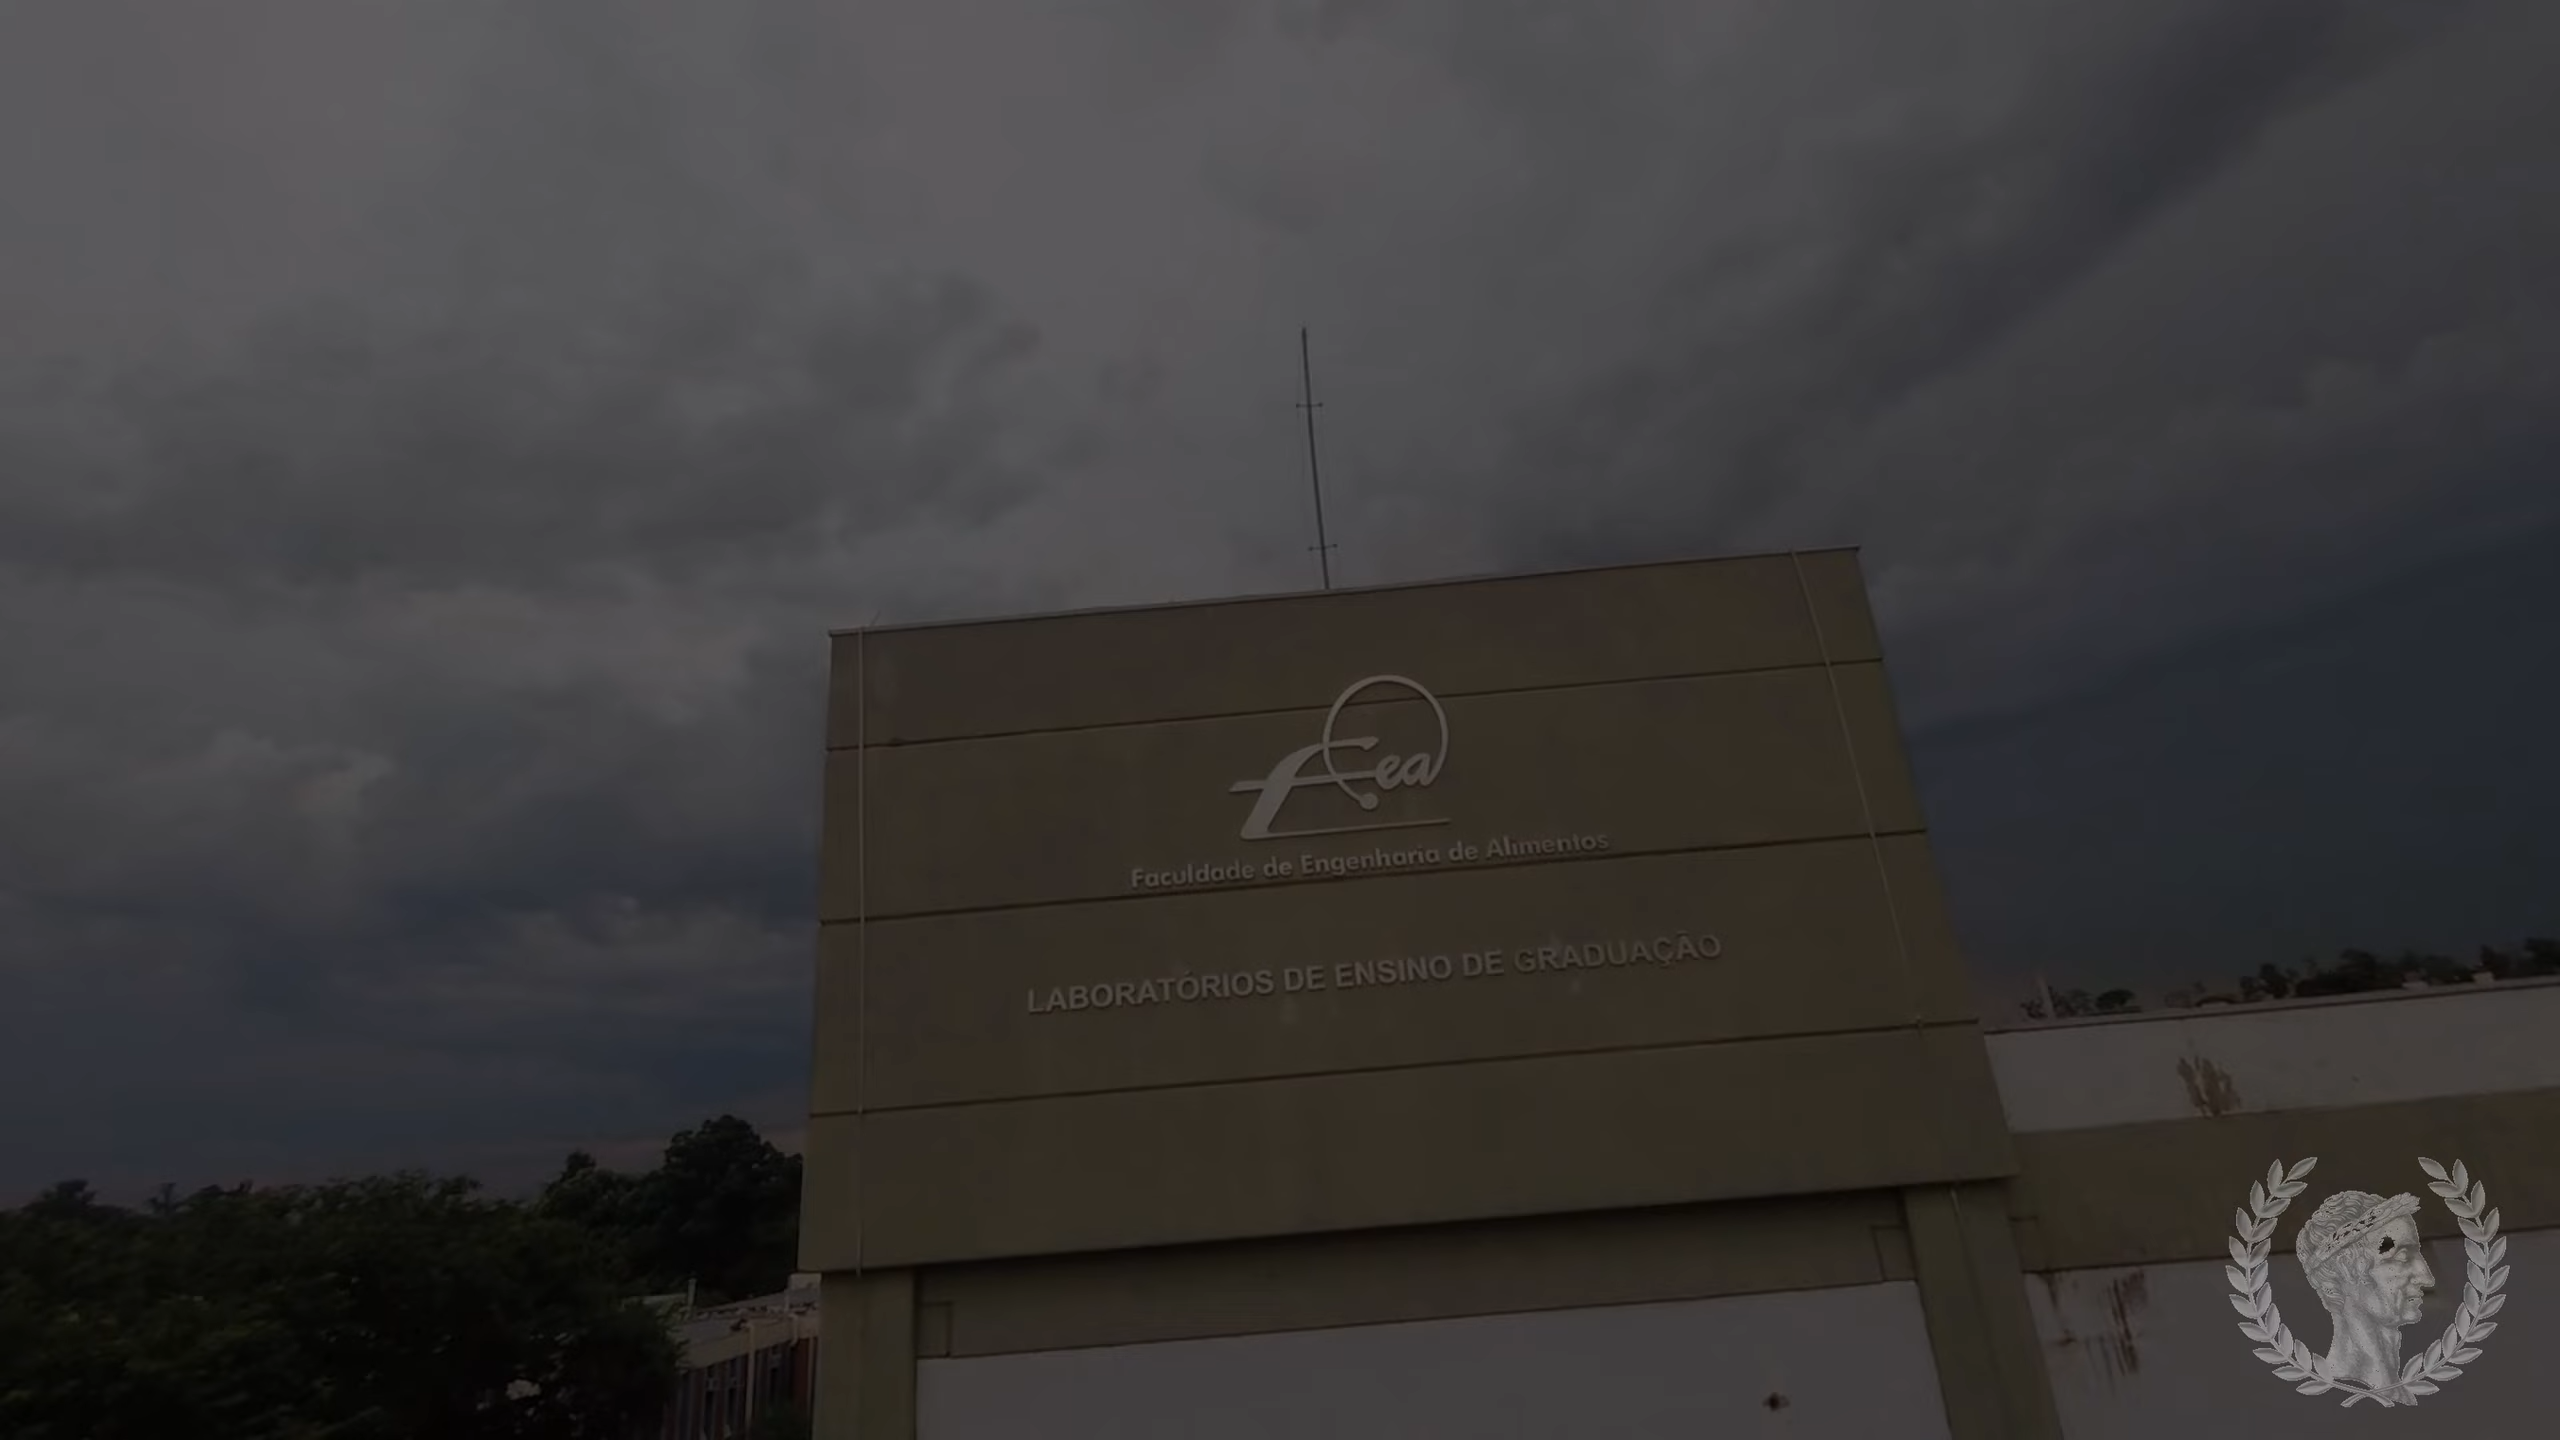 Fea
Faculdade de Engenharia de Alimentos
LABORATÓRIOS DE ENSINO DE GRADUAÇÃO